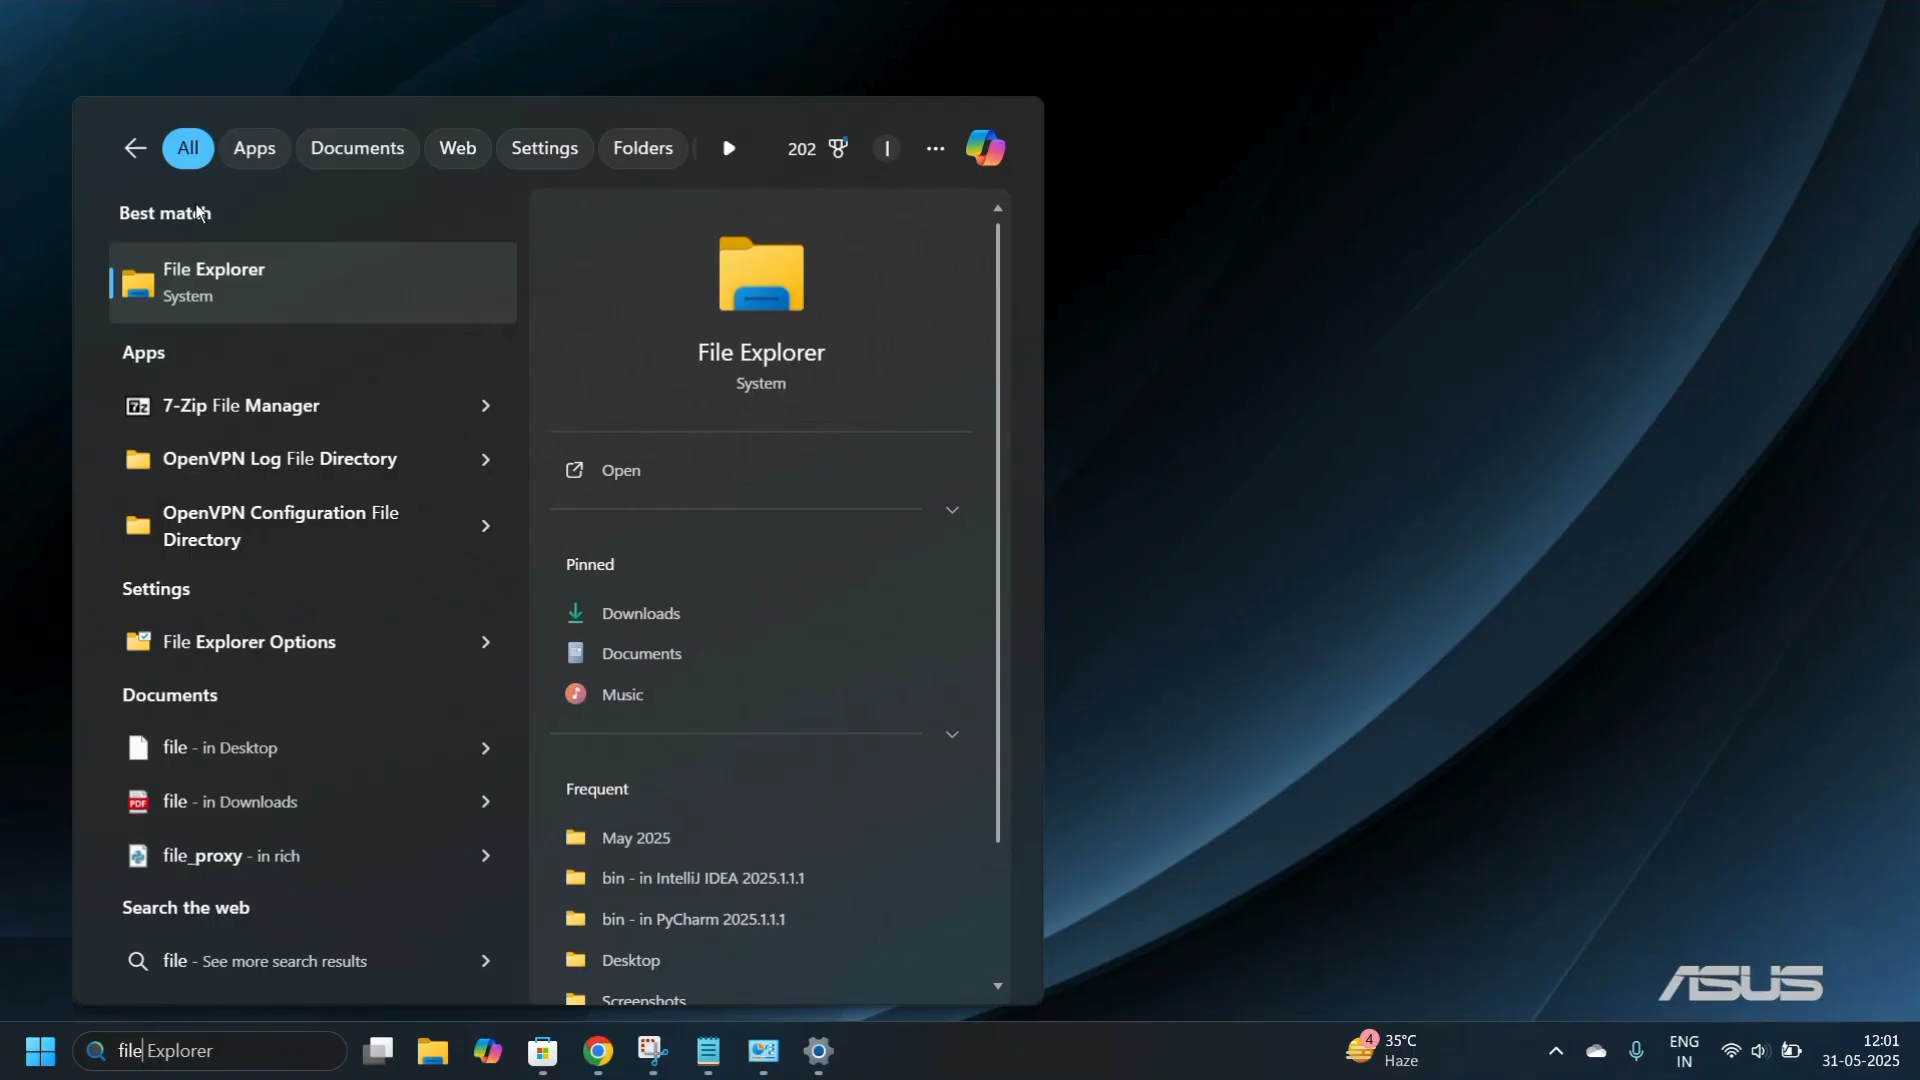 All Apps Documents Web Settings Folders 202 I ...
Best match
File Explorer
System
Apps
7z 7-Zip File Manager
OpenVPN Log File Directory
OpenVPN Configuration File
Directory
Settings
File Explorer Options
Documents
file - in Desktop
PDF file - in Downloads
file_proxy - in rich
Search the web
file - See more search results
File Explorer
System
Open
Pinned
Downloads
Documents
Music
Frequent
May 2025
bin - in IntelliJ IDEA 2025.1.1.1
bin - in PyCharm 2025.1.1.1
Desktop
Screenshots
ASUS
file Explorer
4 35°C
Haze
ENG
IN
12:01
31-05-2025